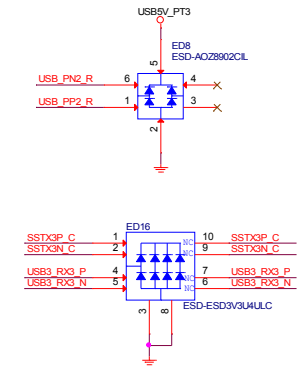 USB5V_PT3
ED8
ESD-AOZ8902CIL
5
USB_PN2_R 6 4
USB_PP2_R 1 3
2
ED16
SSTX3P_C 1 NC 10 SSTX3P_C
SSTX3N_C 2 NC 9 SSTX3N_C
USB3_RX3_P 4 NC 7 USB3_RX3_P
USB3_RX3_N 5 NC 6 USB3_RX3_N
3 8 ESD-ESD3V3U4ULC